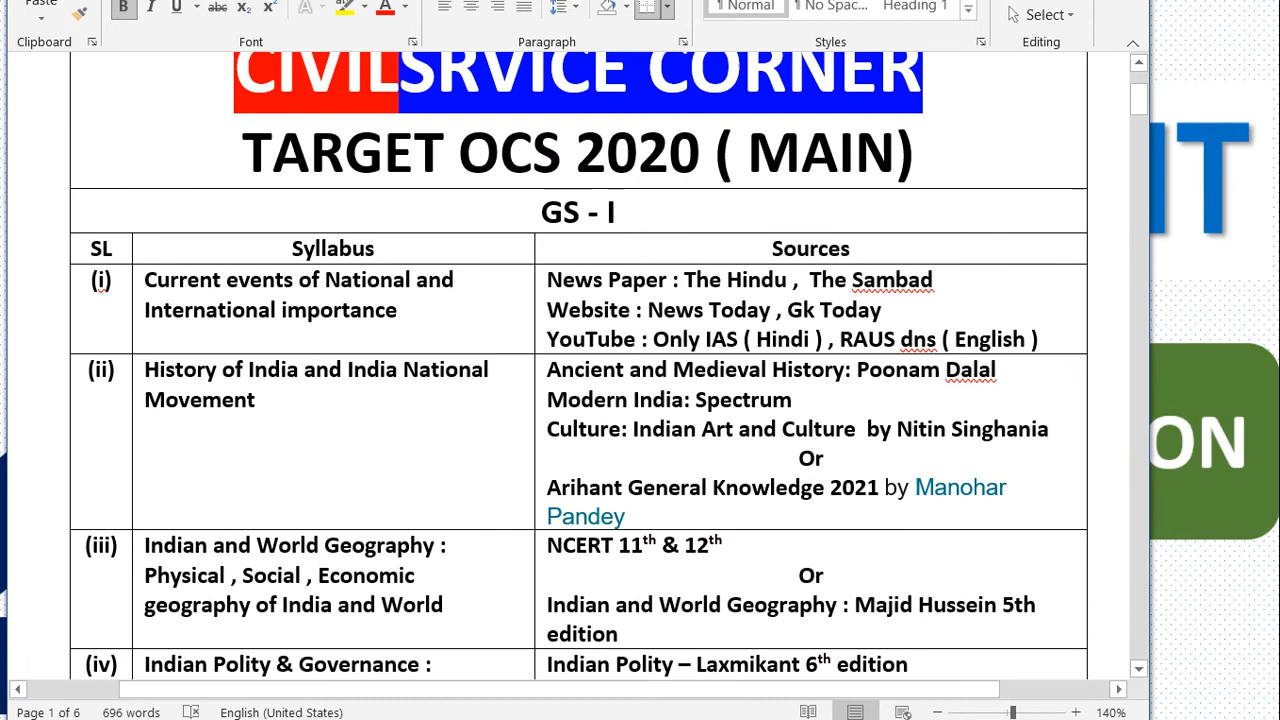 Paste
B I U abc x₂ x² A A
Normal No Spac... Heading 1
Select
Clipboard Font Paragraph Styles Editing
CIVILSRVICE CORNER
TARGET OCS 2020 ( MAIN)
IT
GS - I
SL Syllabus Sources
(i) Current events of National and
International importance
News Paper : The Hindu , The Sambad
Website : News Today , Gk Today
YouTube : Only IAS ( Hindi ) , RAUS dns ( English )
(ii) History of India and India National
Movement
Ancient and Medieval History: Poonam Dalal
Modern India: Spectrum
Culture: Indian Art and Culture by Nitin Singhania
Or
Arihant General Knowledge 2021 by Manohar
Pandey
ON
(iii) Indian and World Geography :
Physical , Social , Economic
geography of India and World
NCERT 11th & 12th
Or
Indian and World Geography : Majid Hussein 5th
edition
(iv) Indian Polity & Governance :
Indian Polity – Laxmikant 6th edition
Page 1 of 6 696 words English (United States) 140%